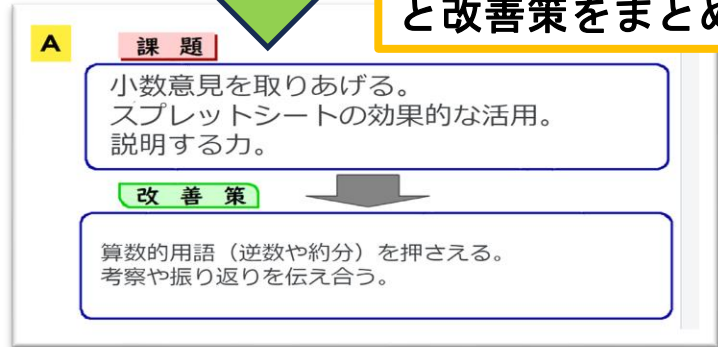 と改善策をまとめ
A
課 題
小数意見を取りあげる。
スプレットシートの効果的な活用。
説明する力。
改 善 策
算数的用語（逆数や約分）を押さえる。
考察や振り返りを伝え合う。